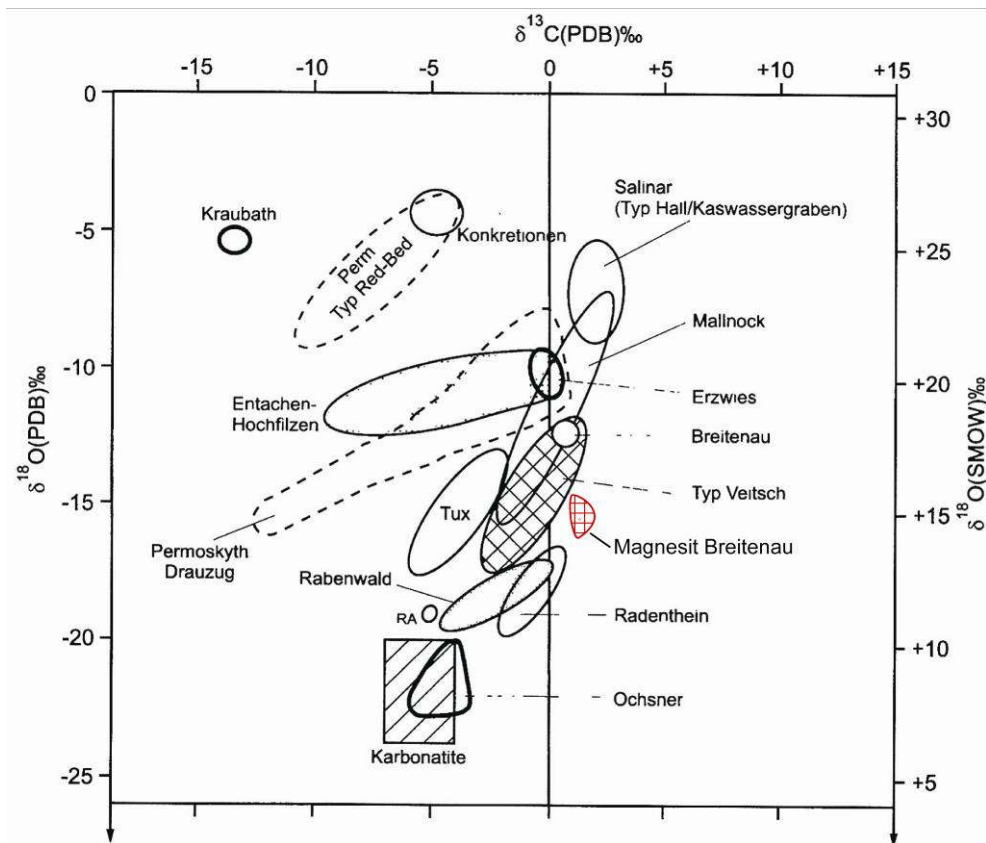 δ¹³C(PDB)‰
-15 -10 -5 0 +5 +10 +15
0
-5
-10
-15
-20
-25
δ¹⁸O(PDB)‰
+30
+25
+20
+15
+10
+5
δ¹⁸O(SMOW)‰
Kraubath
Perm
Typ Red-Bed
Konkretionen
Salinar
(Typ Hall/Kaswassergraben)
Mallnock
Erzwies
Entachen-
Hochfilzen
Breitenau
Typ Veitsch
Tux
Magnesit Breitenau
Permoskyth
Drauzug
Rabenwald
RA
Radenthein
Ochsner
Karbonatite